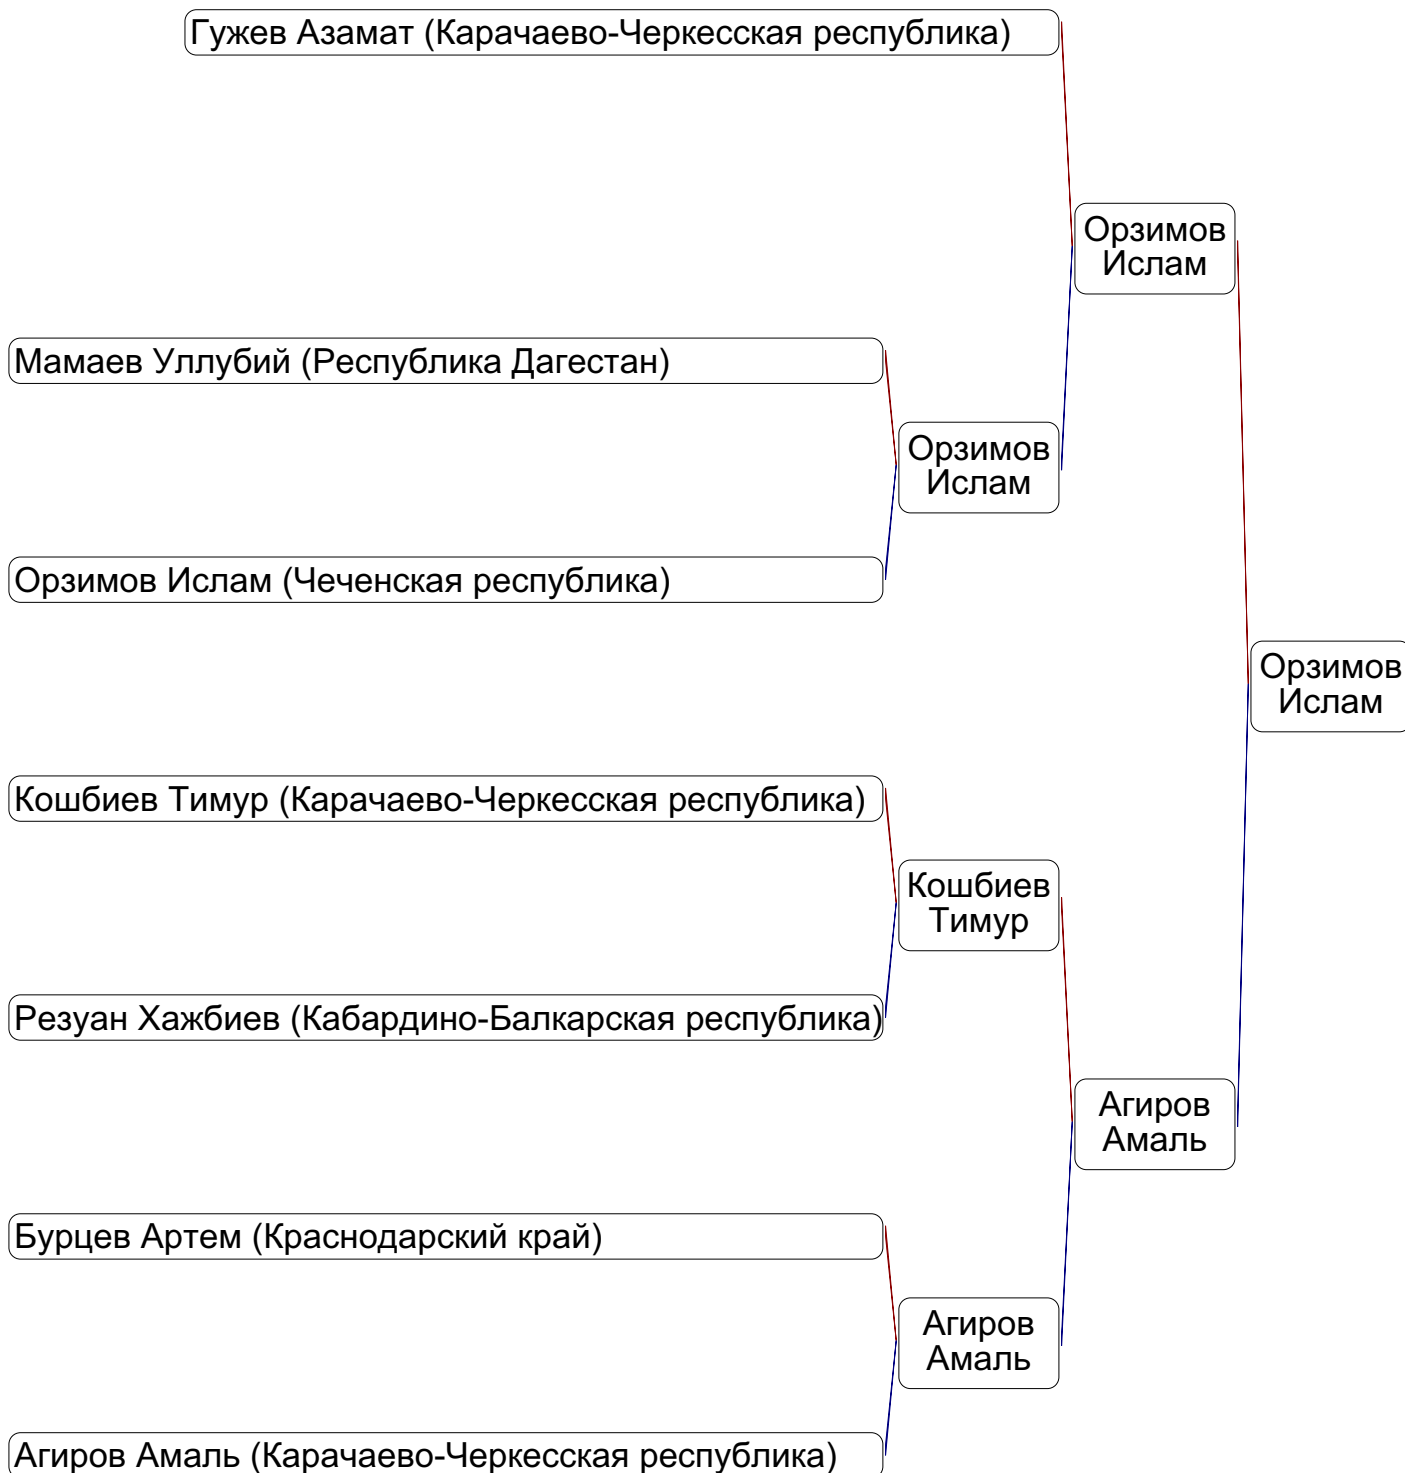 Гужев Азамат (Карачаево-Черкесская республика)
Орзимов
Ислам
Мамаев Уллубий (Республика Дагестан)
Орзимов
Ислам
Орзимов Ислам (Чеченская республика)
Орзимов
Ислам
Кошбиев Тимур (Карачаево-Черкесская республика)
Кошбиев
Тимур
Резуан Хажбиев (Кабардино-Балкарская республика)
Агиров
Амаль
Бурцев Артем (Краснодарский край)
Агиров
Амаль
Агиров Амаль (Карачаево-Черкесская республика)